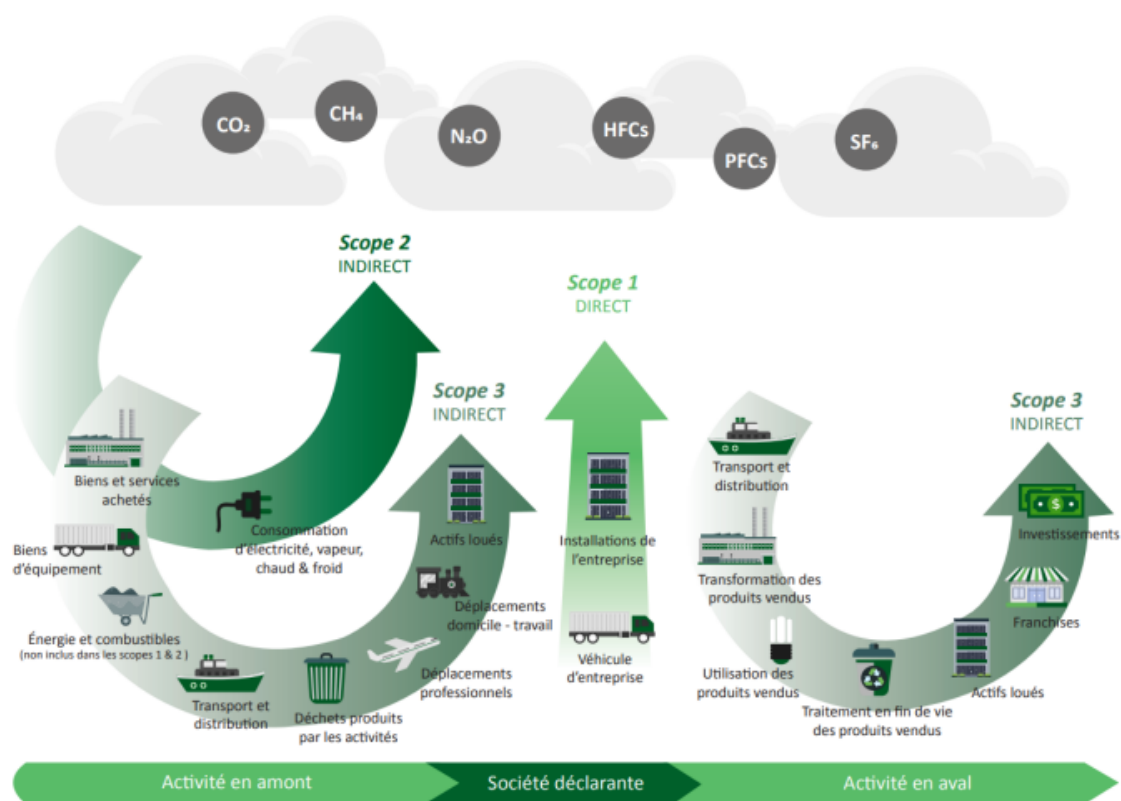 CO₂
CH₄
N₂O
HFCs
PFCs
SF₆
Scope 2
INDIRECT
Scope 1
DIRECT
Scope 3
INDIRECT
Scope 3
INDIRECT
Biens et services
achetés
Biens
d'équipement
Énergie et combustibles
(non inclus dans les scopes 1 & 2 )
Transport et
distribution
Déchets produits
par les activités
Déplacements
professionnels
Déplacements
domicile - travail
Actifs loués
Consommation
d'électricité, vapeur,
chaud & froid
Installations de
l'entreprise
Véhicule
d'entreprise
Transport et
distribution
Transformation des
produits vendus
Utilisation des
produits vendus
Traitement en fin de vie
des produits vendus
Actifs loués
Franchises
Investissements
$
Activité en amont
Société déclarante
Activité en aval